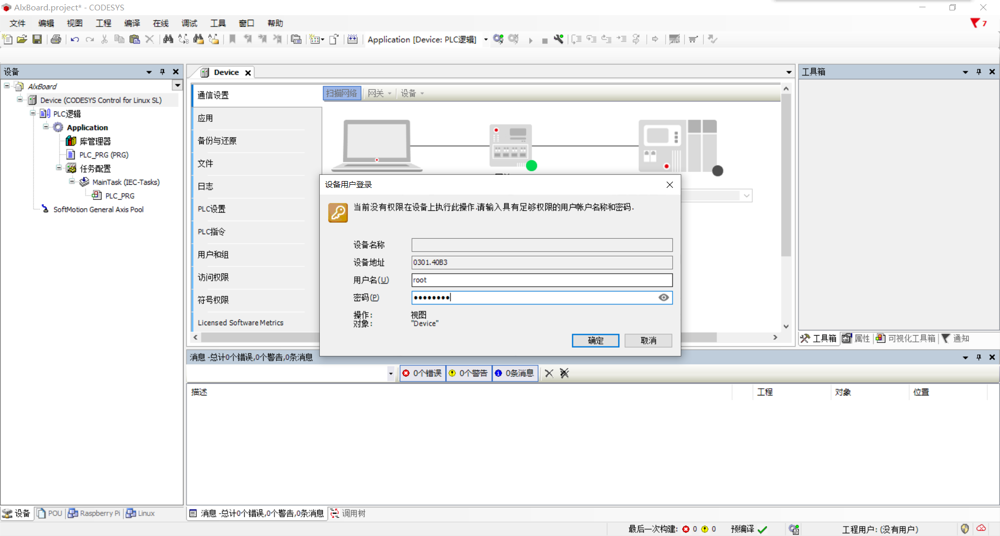 AlxBoard.project* - CODESYS
文件 编辑 视图 工程 编译 在线 调试 工具 窗口 帮助
7
Application [Device: PLC逻辑]
设备
AlxBoard
Device (CODESYS Control for Linux SL)
PLC逻辑
Application
库管理器
PLC_PRG (PRG)
任务配置
MainTask (IEC-Tasks)
PLC_PRG
SoftMotion General Axis Pool
Device
通信设置
应用
备份与还原
文件
日志
PLC设置
PLC指令
用户和组
访问权限
符号权限
Licensed Software Metrics
扫描网络 网关 设备
设备用户登录
当前没有权限在设备上执行此操作.请输入具有足够权限的用户帐户名称和密码.
设备名称
设备地址 0301.40B3
用户名(U) root
密码(P) ••••••••
操作: 视图
对象: "Device"
确定 取消
工具箱
工具箱 属性 可视化工具箱 通知
消息 -总计0个错误,0个警告,0条消息
0个错误 0个警告 0条消息
描述 工程 对象 位置
设备 POU Raspberry Pi Linux
消息 -总计0个错误,0个警告,0条消息 调用树
最后一次构建: 0 0 预编译 工程用户: (没有用户)